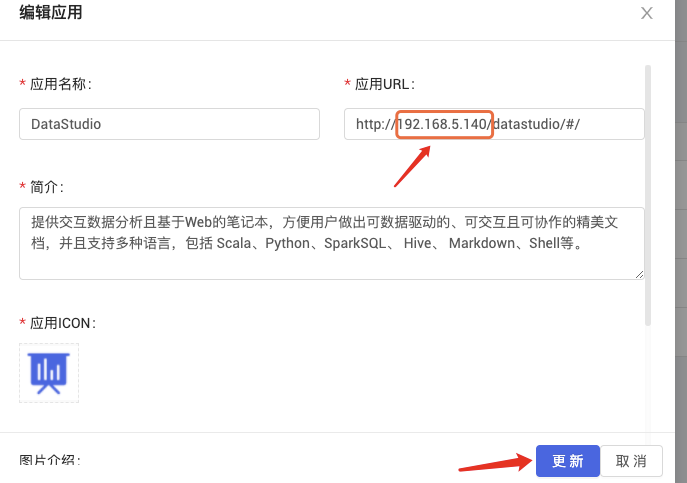 编辑应用
* 应用名称：
* 应用URL：
DataStudio
http://192.168.5.140/datastudio/#/
* 简介：
提供交互数据分析且基于Web的笔记本，方便用户做出可数据驱动的、可交互且可协作的精美文
档，并且支持多种语言，包括 Scala、Python、SparkSQL、 Hive、 Markdown、Shell等。
* 应用ICON：
图片介绍：
更 新
取 消